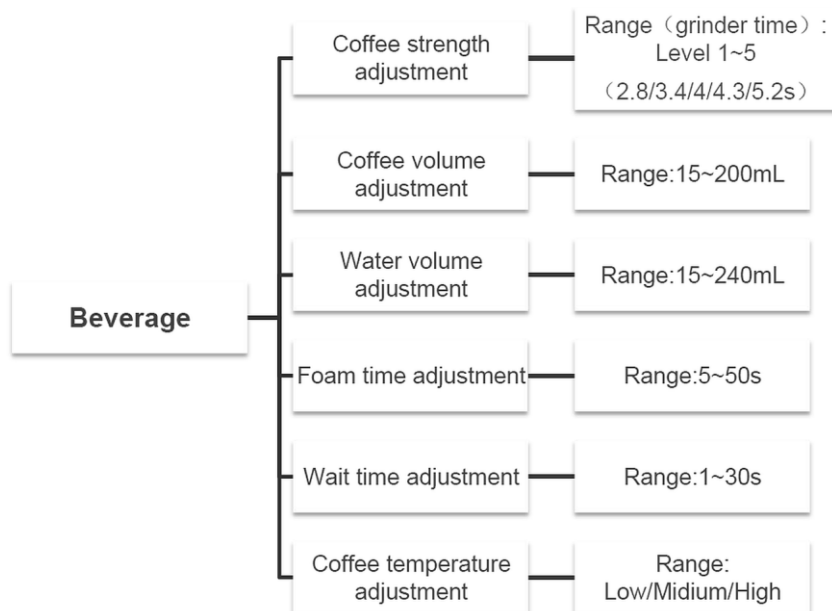 Beverage
Coffee strength
adjustment
Range（grinder time）:
Level 1~5
（2.8/3.4/4/4.3/5.2s）
Coffee volume
adjustment
Range:15~200mL
Water volume
adjustment
Range:15~240mL
Foam time adjustment
Range:5~50s
Wait time adjustment
Range:1~30s
Coffee temperature
adjustment
Range:
Low/Midium/High